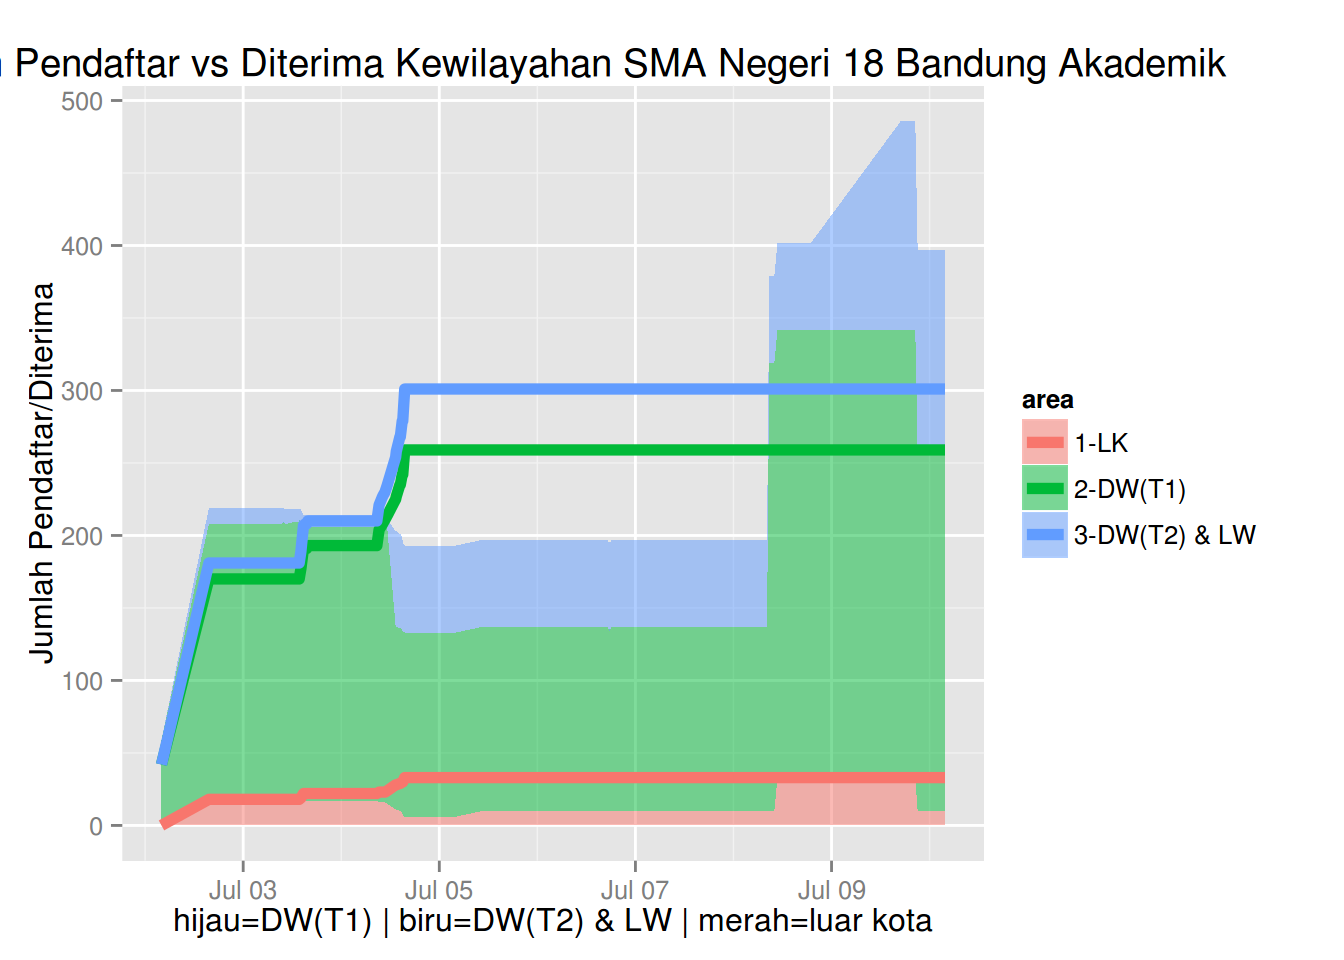 Pendaftar vs Diterima Kewilayahan SMA Negeri 18 Bandung Akademik
Jumlah Pendaftar/Diterima
500
400
300
200
100
0
Jul 03
Jul 05
Jul 07
Jul 09
hijau=DW(T1) | biru=DW(T2) & LW | merah=luar kota
area
1-LK
2-DW(T1)
3-DW(T2) & LW